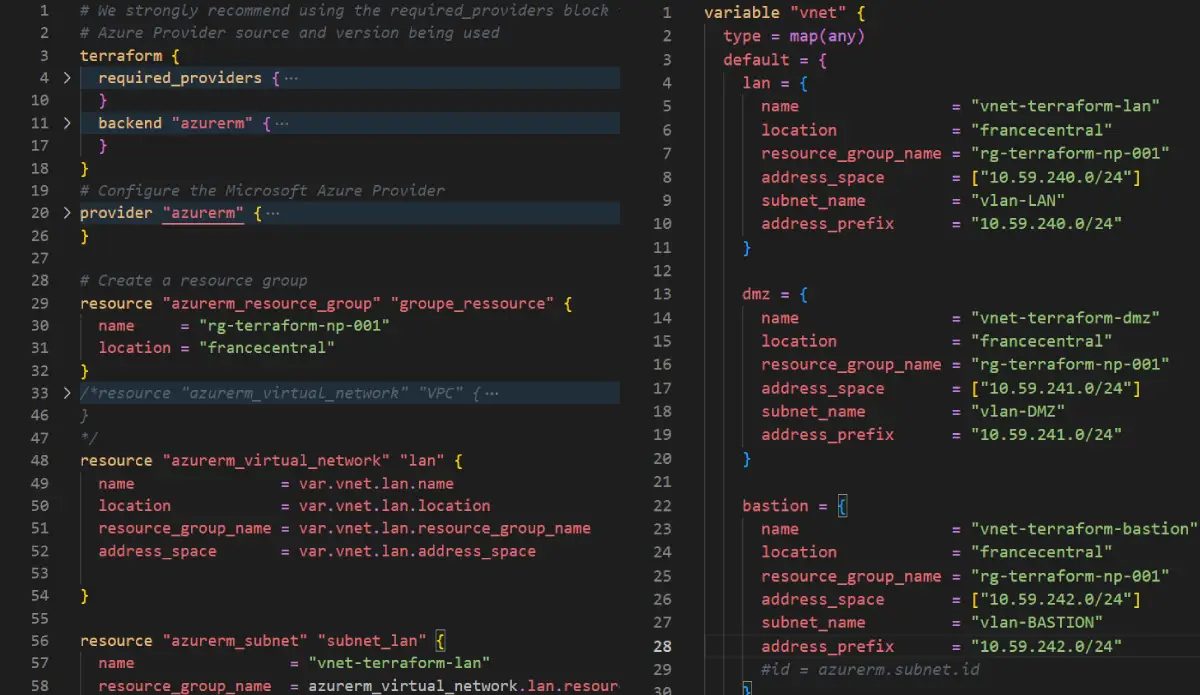 1 # We strongly recommend using the required_providers block
2 # Azure Provider source and version being used
3 terraform {
4 > required_providers { ···
10 }
11 > backend "azurerm" { ···
17 }
18 }
19 # Configure the Microsoft Azure Provider
20 > provider "azurerm" { ···
26 }
27
28 # Create a resource group
29 resource "azurerm_resource_group" "groupe_ressource" {
30 name = "rg-terraform-np-001"
31 location = "francecentral"
32 }
33 > /*resource "azurerm_virtual_network" "VPC" { ···
46 }
47 */
48 resource "azurerm_virtual_network" "lan" {
49 name = var.vnet.lan.name
50 location = var.vnet.lan.location
51 resource_group_name = var.vnet.lan.resource_group_name
52 address_space = var.vnet.lan.address_space
53
54 }
55
56 resource "azurerm_subnet" "subnet_lan" {
57 name = "vnet-terraform-lan"
58 resource_group_name = azurerm_virtual_network.lan.resour
1 variable "vnet" {
2 type = map(any)
3 default = {
4 lan = {
5 name = "vnet-terraform-lan"
6 location = "francecentral"
7 resource_group_name = "rg-terraform-np-001"
8 address_space = ["10.59.240.0/24"]
9 subnet_name = "vlan-LAN"
10 address_prefix = "10.59.240.0/24"
11 }
12
13 dmz = {
14 name = "vnet-terraform-dmz"
15 location = "francecentral"
16 resource_group_name = "rg-terraform-np-001"
17 address_space = ["10.59.241.0/24"]
18 subnet_name = "vlan-DMZ"
19 address_prefix = "10.59.241.0/24"
20 }
21
22 bastion = {
23 name = "vnet-terraform-bastion"
24 location = "francecentral"
25 resource_group_name = "rg-terraform-np-001"
26 address_space = ["10.59.242.0/24"]
27 subnet_name = "vlan-BASTION"
28 address_prefix = "10.59.242.0/24"
29 #id = azurerm.subnet.id
30 }